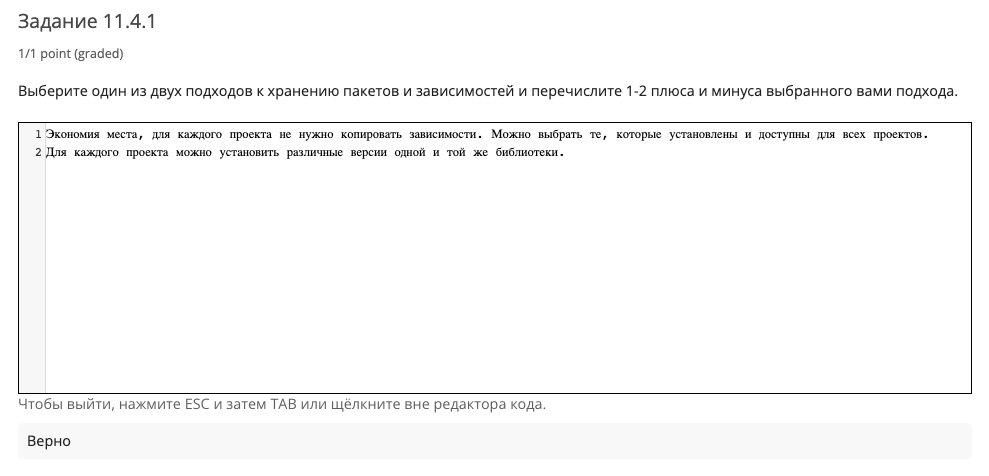 Задание 11.4.1
1/1 point (graded)
Выберите один из двух подходов к хранению пакетов и зависимостей и перечислите 1-2 плюса и минуса выбранного вами подхода.
1 Экономия места, для каждого проекта не нужно копировать зависимости. Можно выбрать те, которые установлены и доступны для всех проектов.
2 Для каждого проекта можно установить различные версии одной и той же библиотеки.
Чтобы выйти, нажмите ESC и затем TAB или щёлкните вне редактора кода.
Верно